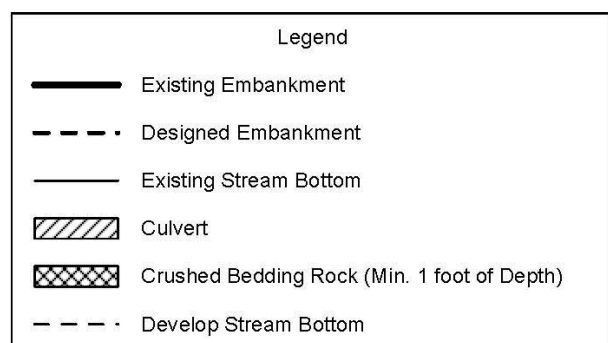 Legend
Existing Embankment
Designed Embankment
Existing Stream Bottom
Culvert
Crushed Bedding Rock (Min. 1 foot of Depth)
Develop Stream Bottom